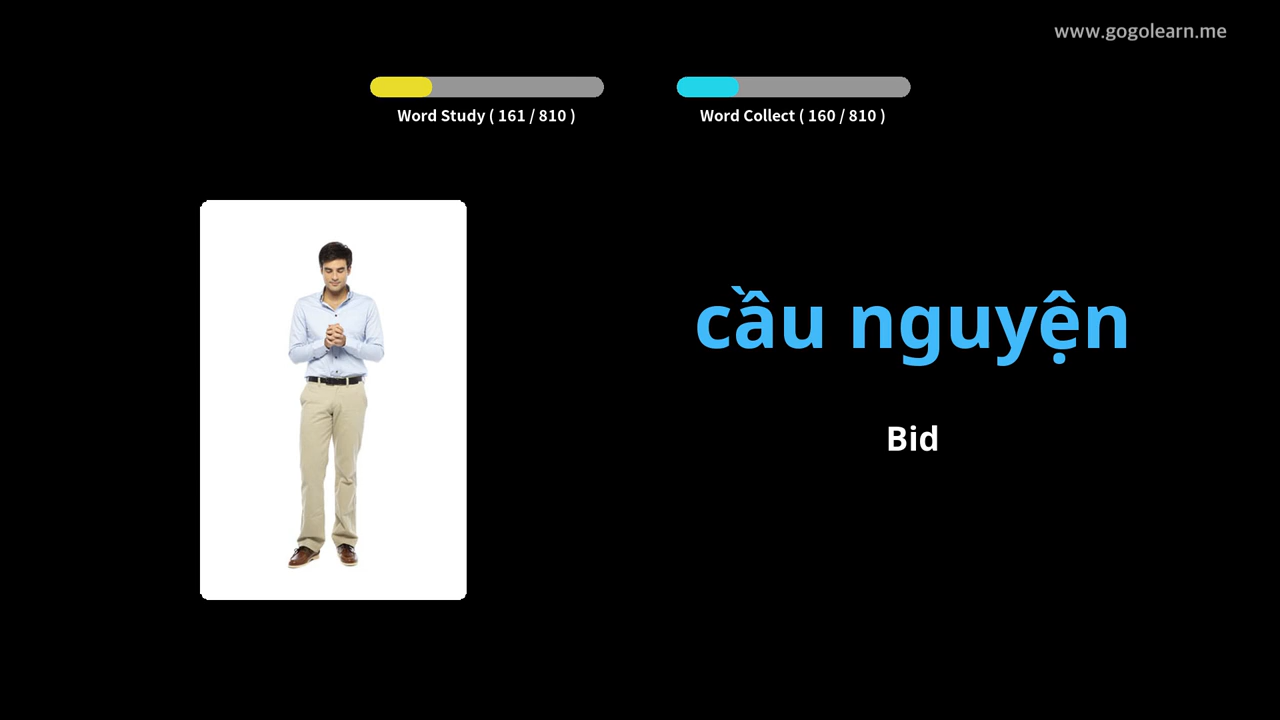 www.gogolearn.me
Word Study ( 161 / 810 )
Word Collect ( 160 / 810 )
cầu nguyện
Bid